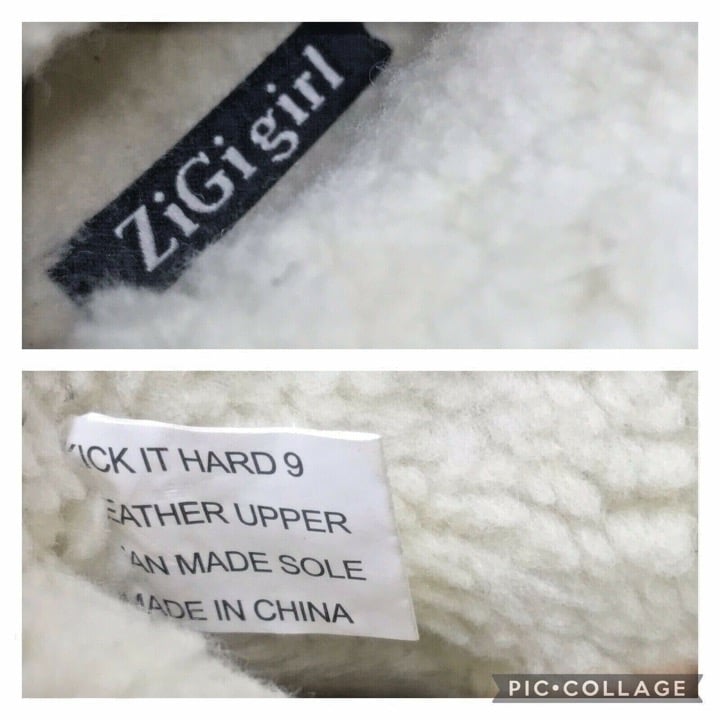 ZiGi girl
KICK IT HARD 9
EATHER UPPER
AN MADE SOLE
MADE IN CHINA
PIC•COLLAGE